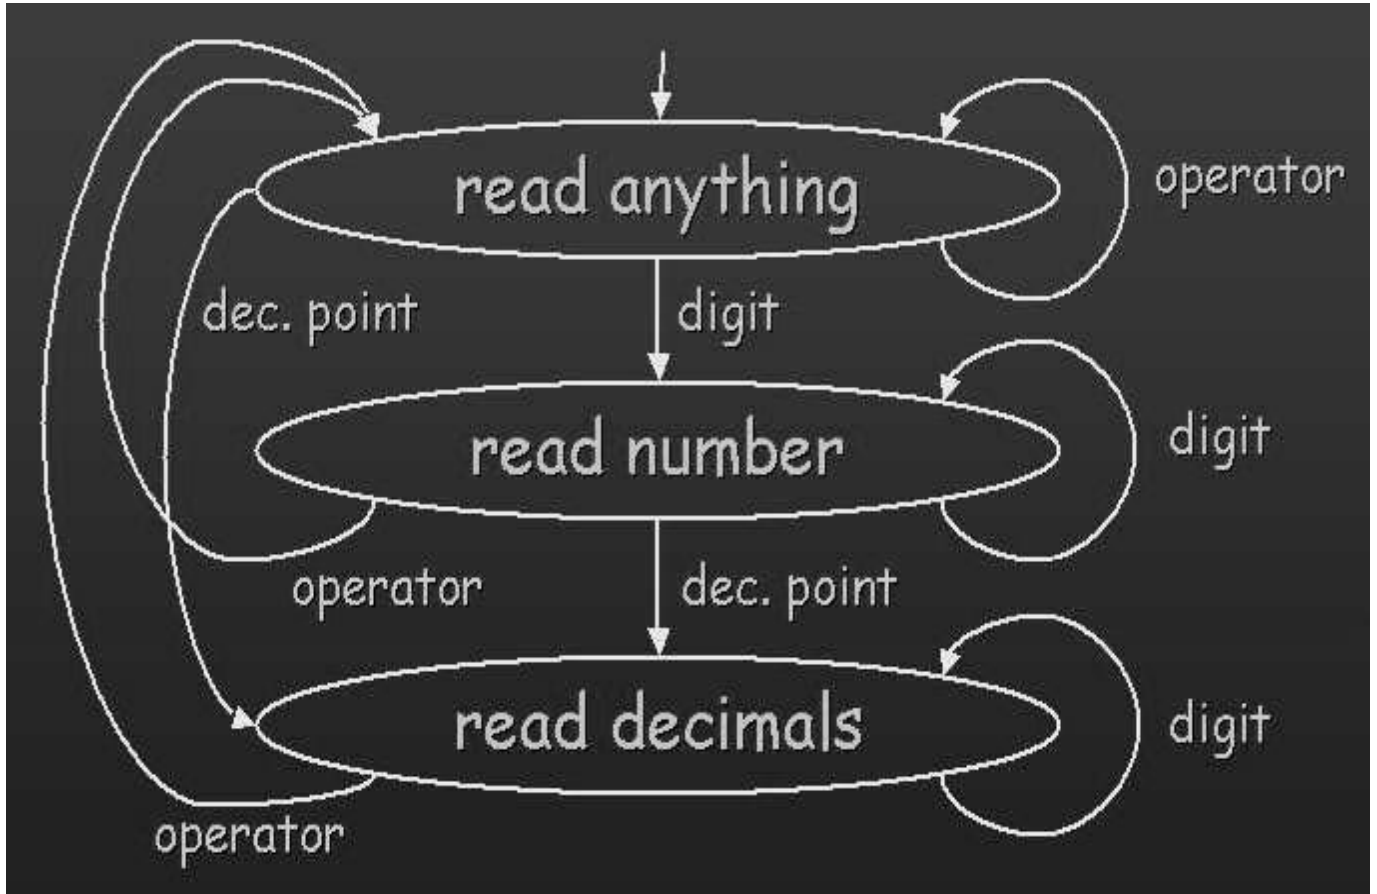 read anything
operator
dec. point
digit
read number
digit
operator
dec. point
read decimals
digit
operator